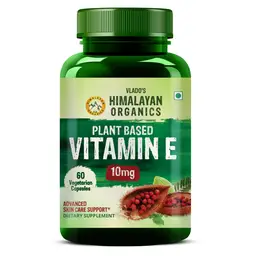 VLADO'S
HIMALAYAN
ORGANICS
PLANT BASED
VITAMIN E
10mg
60
Vegetarian
Capsules
ADVANCED
SKIN CARE SUPPORT*
DIETARY SUPPLEMENT